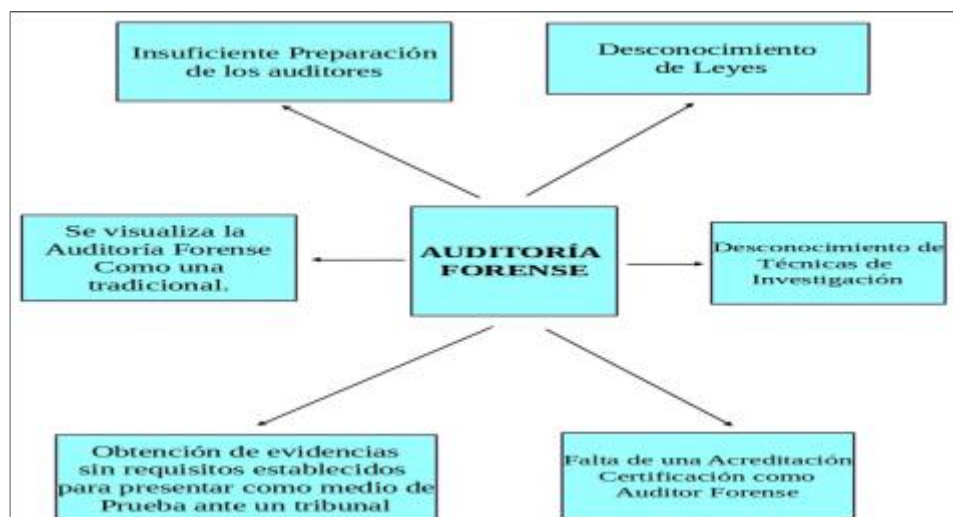 Insuficiente Preparación
de los auditores
Desconocimiento
de Leyes
Se visualiza la
Auditoría Forense
Como una
tradicional.
AUDITORÍA
FORENSE
Desconocimiento de
Técnicas de
Investigación
Obtención de evidencias
sin requisitos establecidos
para presentar como medio de
Prueba ante un tribunal
Falta de una Acreditación
Certificación como
Auditor Forense